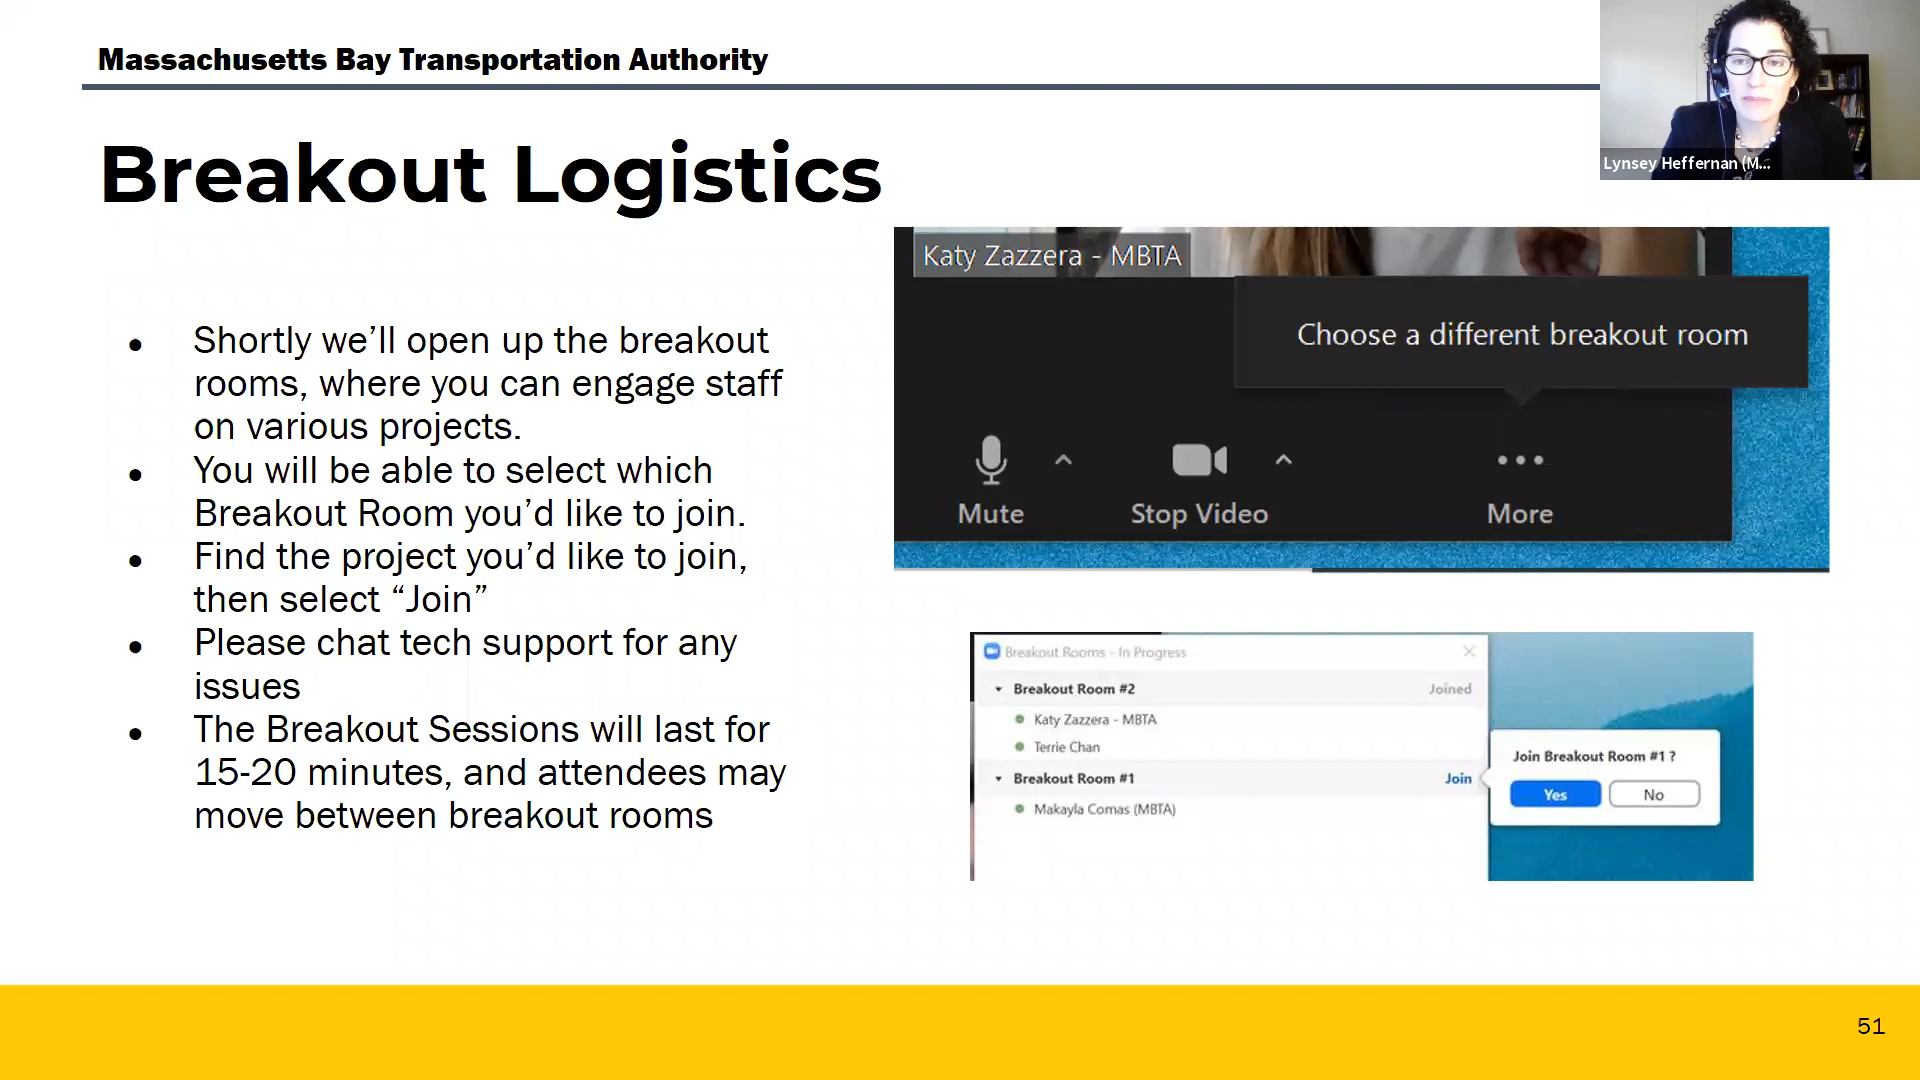 Massachusetts Bay Transportation Authority
Lynsey Heffernan (M...
Breakout Logistics
• Shortly we’ll open up the breakout
rooms, where you can engage staff
on various projects.
• You will be able to select which
Breakout Room you’d like to join.
• Find the project you’d like to join,
then select “Join”
• Please chat tech support for any
issues
• The Breakout Sessions will last for
15-20 minutes, and attendees may
move between breakout rooms
Katy Zazzera - MBTA
Choose a different breakout room
Mute Stop Video More
Breakout Rooms - In Progress
Breakout Room #2 Joined
Katy Zazzera - MBTA
Terrie Chan
Breakout Room #1 Join
Makayla Comas (MBTA)
Join Breakout Room #1 ?
Yes No
51